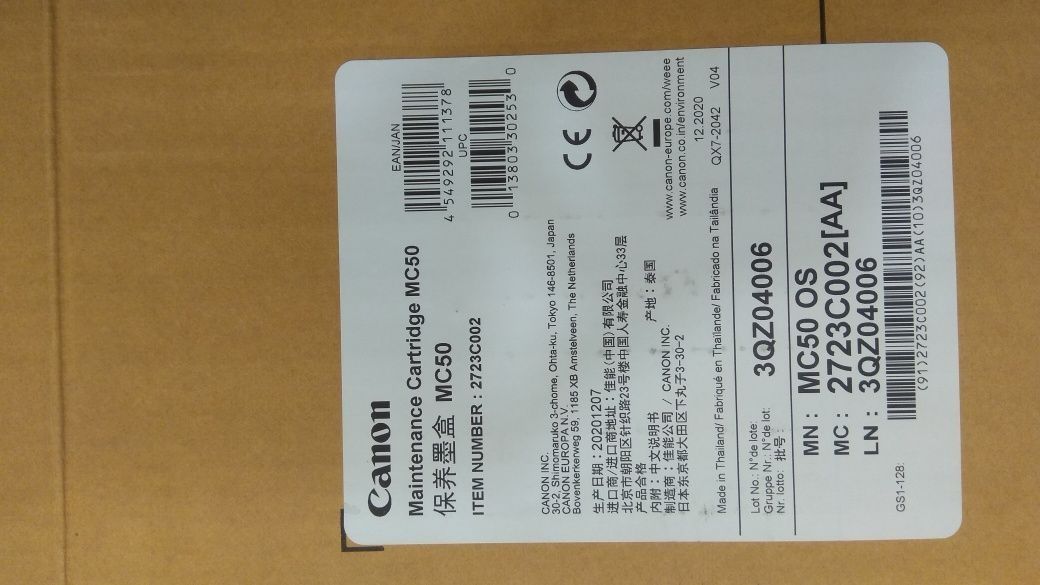 Canon
Maintenance Cartridge MC50
保养墨盒 MC50
ITEM NUMBER : 2723C002
EAN/JAN
4 549292 111378
UPC
0 13803 30253 0
CANON INC.
30-2, Shimomaruko 3-chome, Ohta-ku, Tokyo 146-8501, Japan
CANON EUROPA N.V.
Bovenkerkerweg 59, 1185 XB Amstelveen, The Netherlands
生产日期：20201207
进口商/进口商地址：佳能(中国)有限公司
北京市朝阳区针织路23号楼中国人寿金融中心33层
产品合格
内附：中文说明书 产地：泰国
制造商：佳能公司 / CANON INC.
日本东京都大田区下丸子3-30-2
CE
www.canon-europe.com/weee
www.canon.co.in/environment
12.2020
Made in Thailand/ Fabriqué en Thaïlande/ Fabricado na Tailândia QX7-2042 V04
Lot No.: N°de lote:
Gruppe Nr.: N°de lot:
Nr. lotto: 批号：
3QZ04006
MN : MC50 OS
MC : 2723C002[AA]
LN : 3QZ04006
GS1-128:
(91)2723C002(92)AA(10)3QZ04006